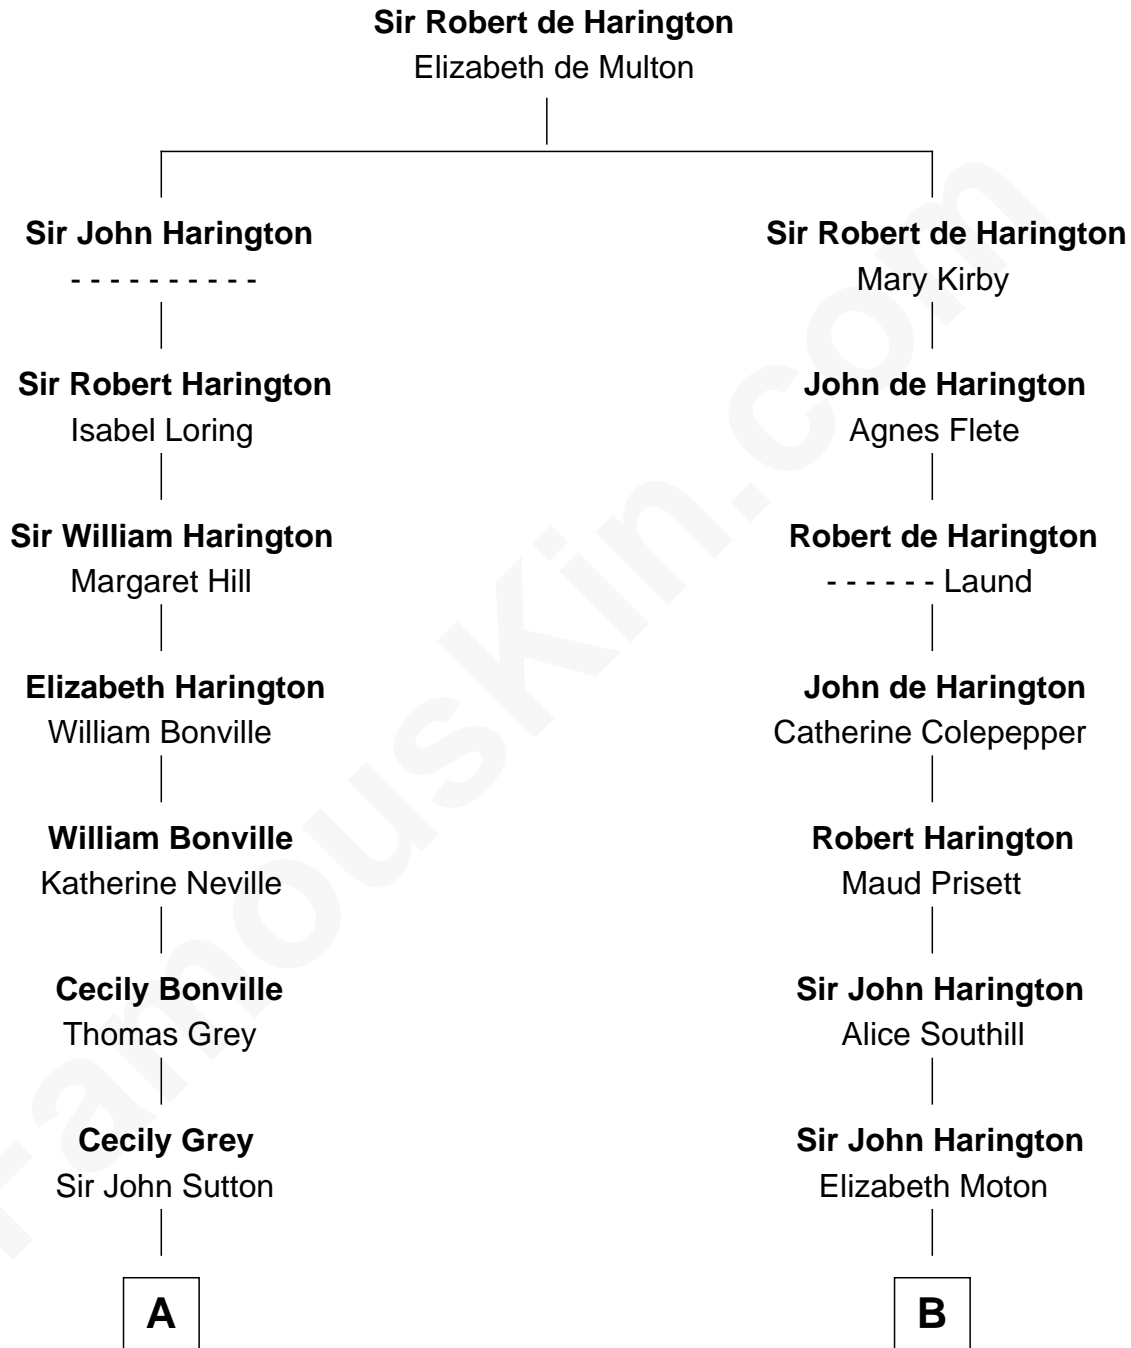 Sir Robert de Harington
Elizabeth de Multon
Sir John Harington
- - - - - - - - - -
Sir Robert Harington
Isabel Loring
Sir William Harington
Margaret Hill
Elizabeth Harington
William Bonville
William Bonville
Katherine Neville
Cecily Bonville
Thomas Grey
Cecily Grey
Sir John Sutton
A
Sir Robert de Harington
Mary Kirby
John de Harington
Agnes Flete
Robert de Harington
- - - - - - Laund
John de Harington
Catherine Colepepper
Robert Harington
Maud Prisett
Sir John Harington
Alice Southill
Sir John Harington
Elizabeth Moton
B
FamousKin.com